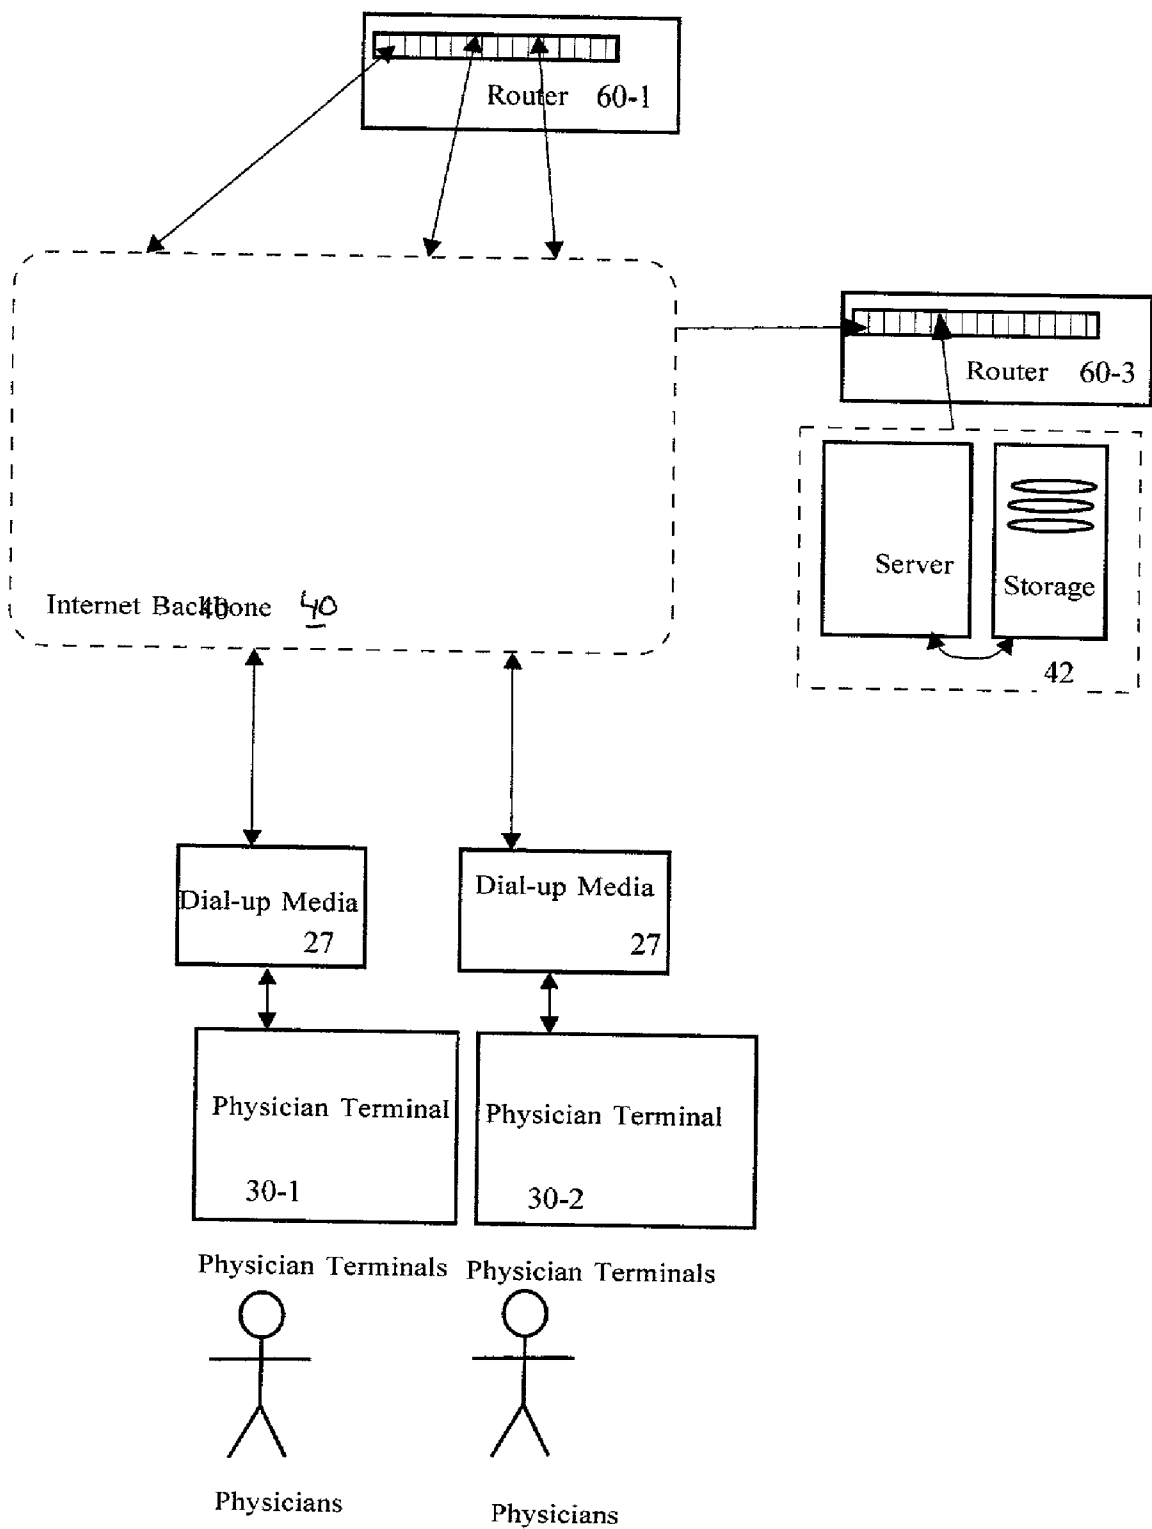 Router 60-1
Router 60-3
Server
Storage
42
Internet Backbone 40 40
Dial-up Media
27
Dial-up Media
27
Physician Terminal
30-1
Physician Terminal
30-2
Physician Terminals
Physician Terminals
Physicians
Physicians